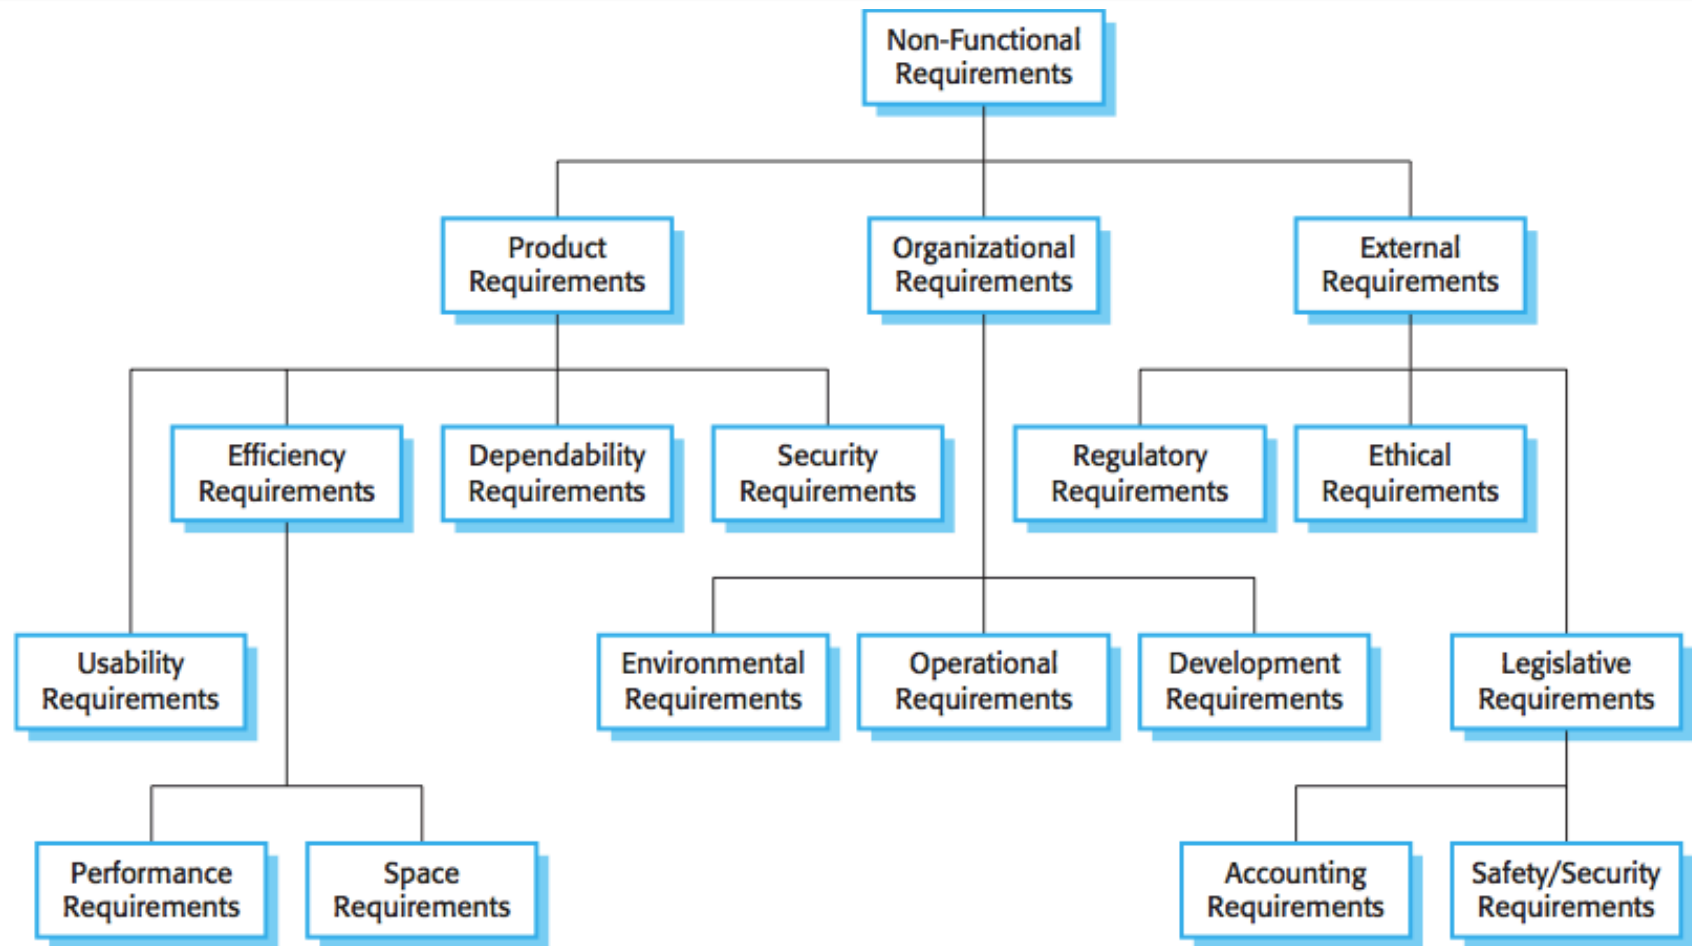 Non-Functional
Requirements
Product
Requirements
Organizational
Requirements
External
Requirements
Efficiency
Requirements
Dependability
Requirements
Security
Requirements
Regulatory
Requirements
Ethical
Requirements
Usability
Requirements
Environmental
Requirements
Operational
Requirements
Development
Requirements
Legislative
Requirements
Performance
Requirements
Space
Requirements
Accounting
Requirements
Safety/Security
Requirements